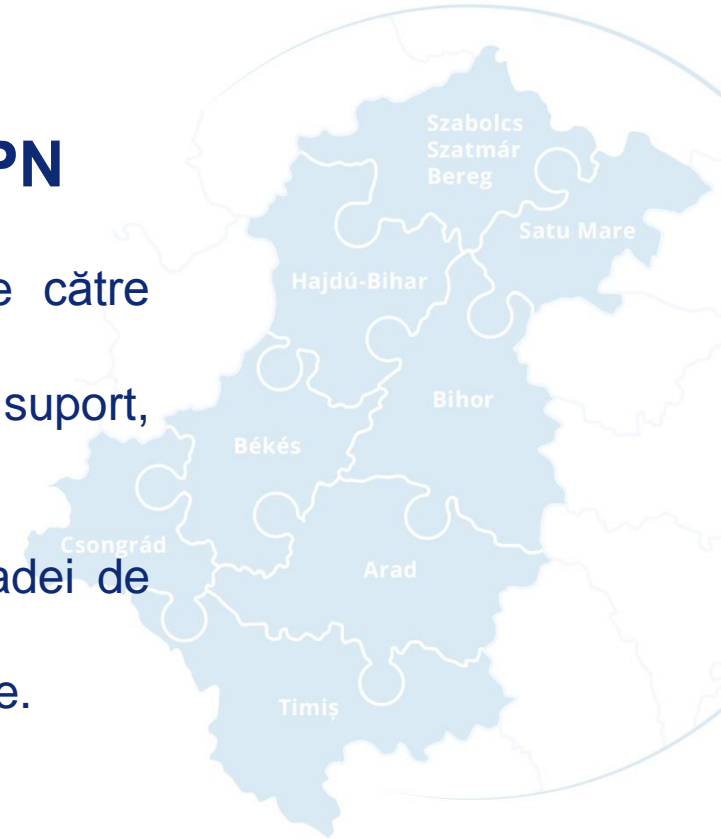 PN
e către
suport,
adei de
e.
Szabolcs
Szatmár
Bereg
Satu Mare
Hajdú-Bihar
Bihor
Békés
Csongrád
Arad
Timiș